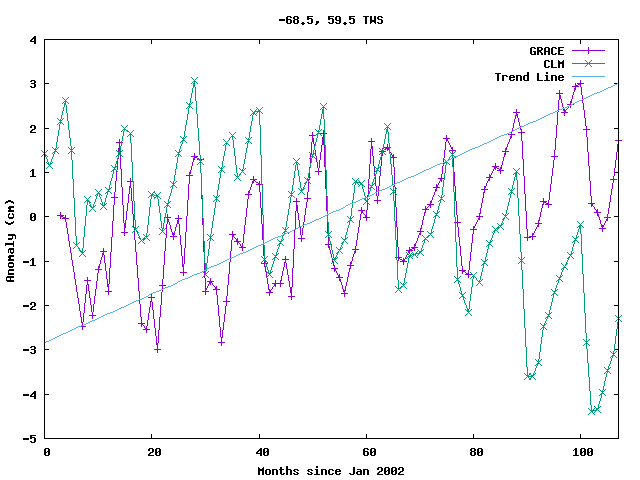 -68.5, 59.5 TWS
GRACE
CLM
Trend Line
4
3
2
1
0
-1
-2
-3
-4
-5
Anomaly (cm)
0 20 40 60 80 100
Months since Jan 2002